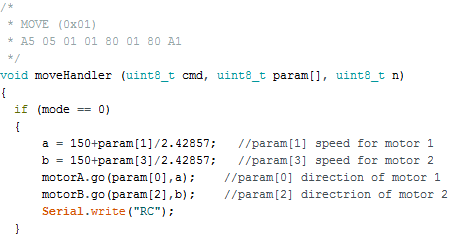 /*
 * MOVE (0x01)
 * A5 05 01 01 80 01 80 A1
 */
void moveHandler (uint8_t cmd, uint8_t param[], uint8_t n)
{
  if (mode == 0)
  {
      a = 150+param[1]/2.42857;   //param[1] speed for motor 1
      b = 150+param[3]/2.42857;   //param[3] speed for motor 2
      motorA.go(param[0],a);    //param[0] direction of motor 1
      motorB.go(param[2],b);    //param[2] directrion of motor 2
      Serial.write("RC");
  }